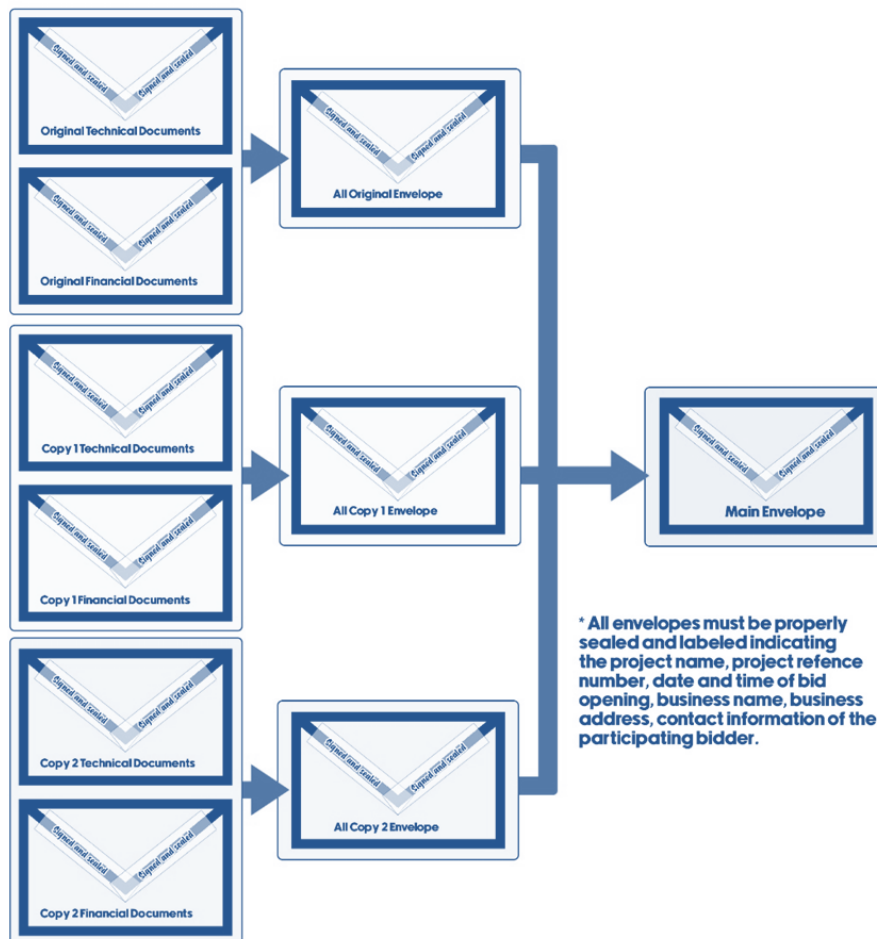 Signed and sealed Signed and sealed
Original Technical Documents
Signed and sealed Signed and sealed
Original Financial Documents
Signed and sealed Signed and sealed
All Original Envelope
Signed and sealed Signed and sealed
Copy 1 Technical Documents
Signed and sealed Signed and sealed
Copy 1 Financial Documents
Signed and sealed Signed and sealed
All Copy 1 Envelope
Signed and sealed Signed and sealed
Copy 2 Technical Documents
Signed and sealed Signed and sealed
Copy 2 Financial Documents
Signed and sealed Signed and sealed
All Copy 2 Envelope
Signed and sealed Signed and sealed
Main Envelope
* All envelopes must be properly
sealed and labeled indicating
the project name, project refence
number, date and time of bid
opening, business name, business
address, contact information of the
participating bidder.